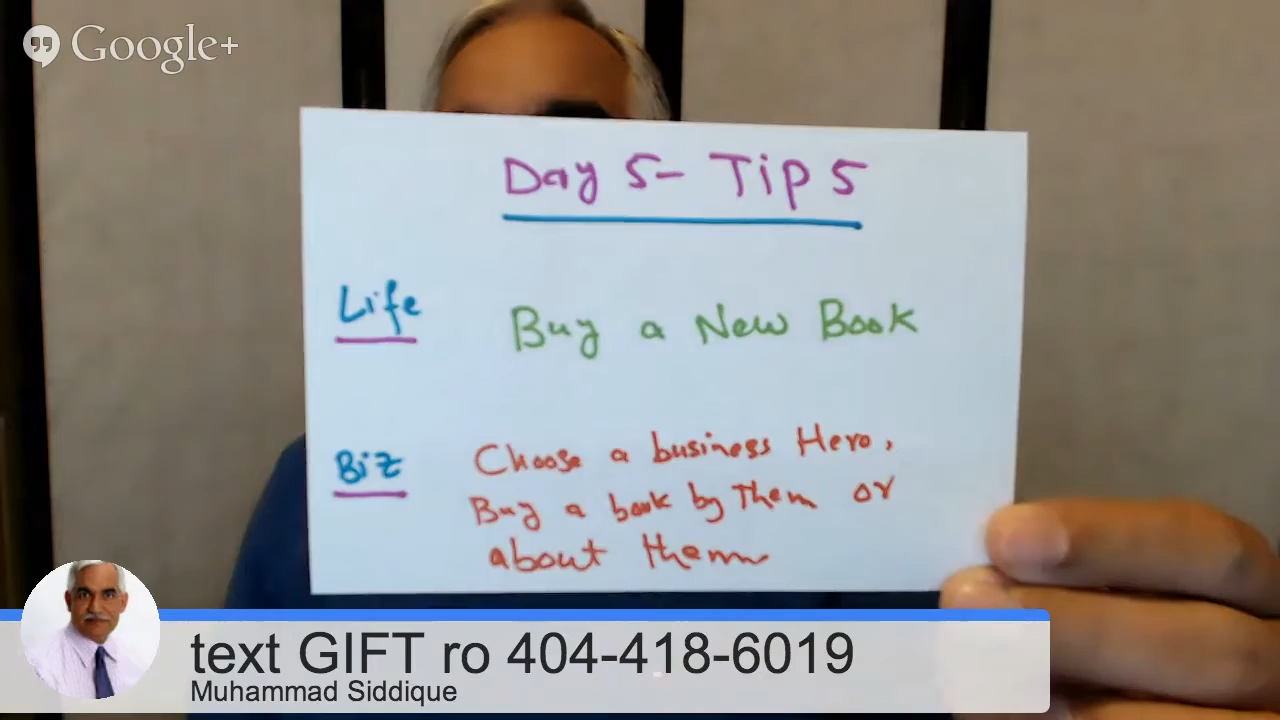 Google+
Day 5- Tip 5
Life
Buy a New Book
Biz
Choose a business Hero,
Buy a book by Them or
about them
text GIFT ro 404-418-6019
Muhammad Siddique